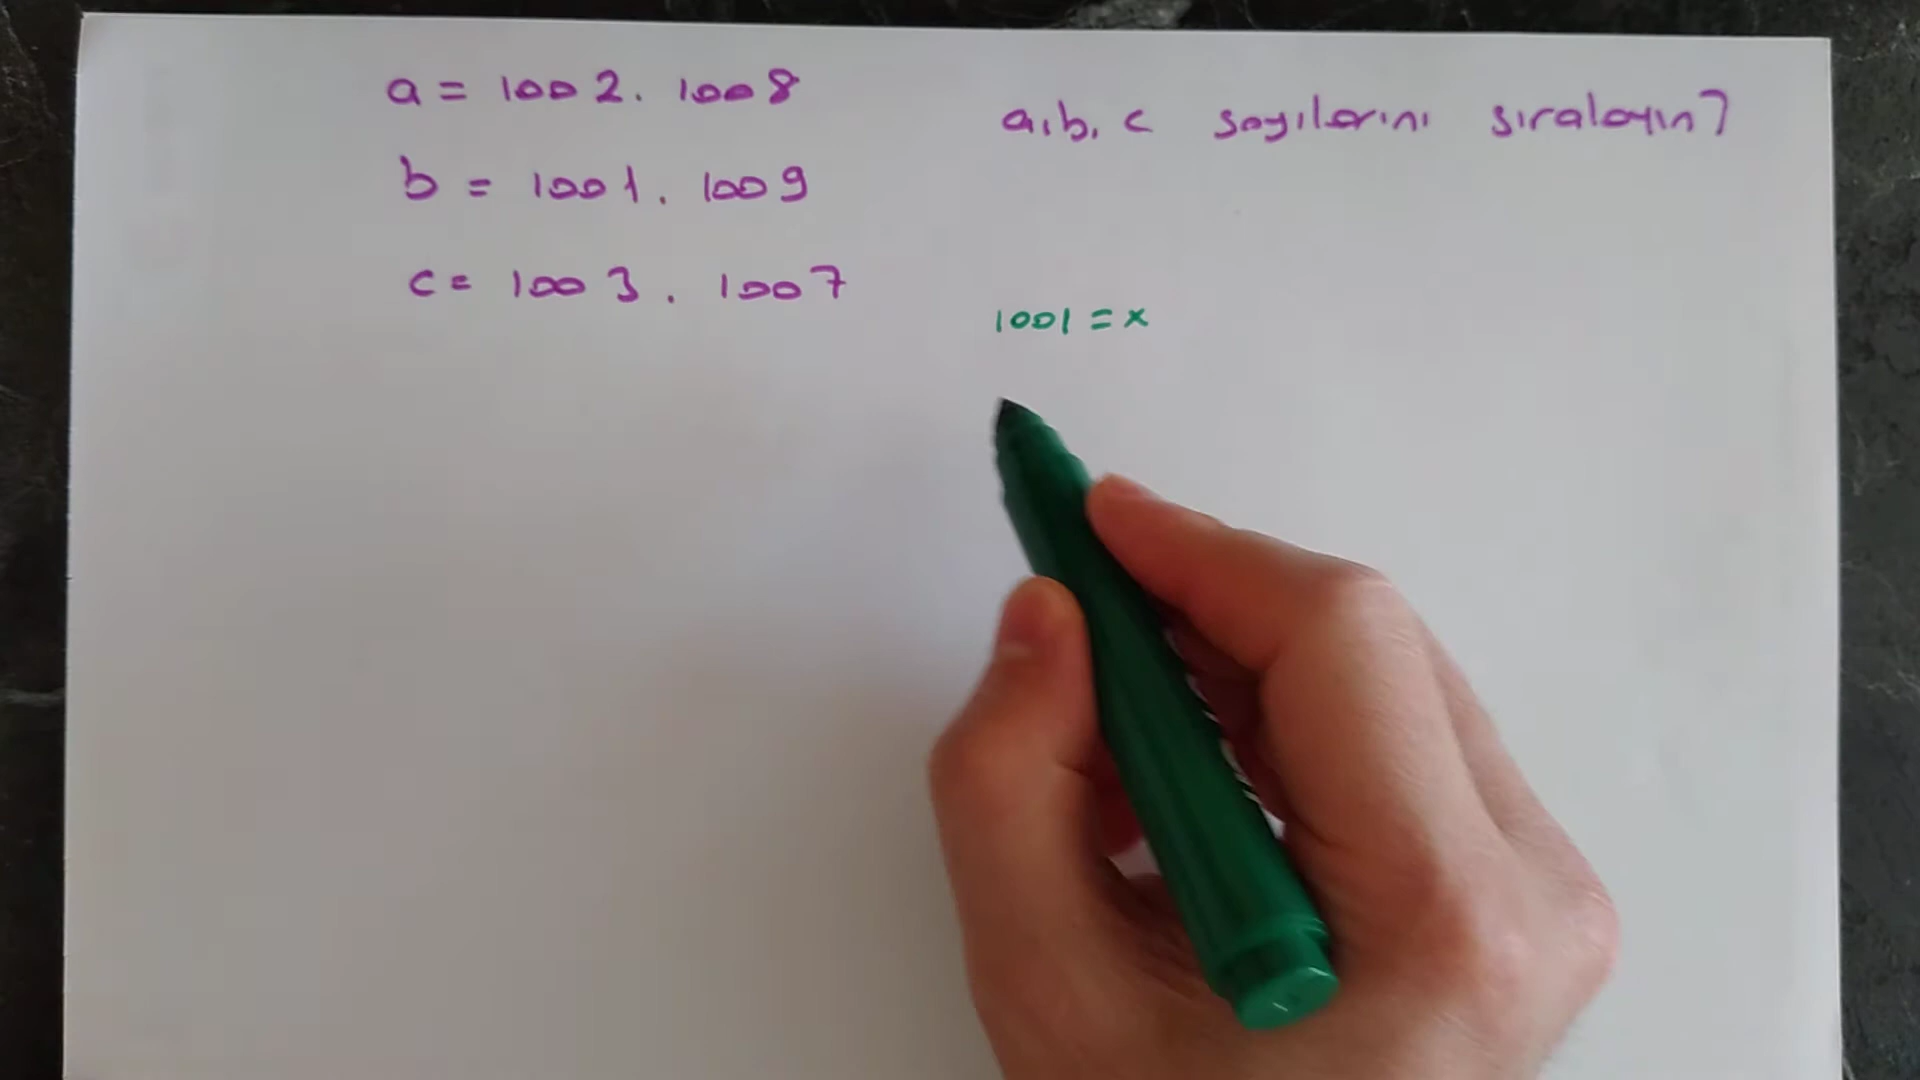 a = 1002. 1008
a, b, c sayılarını sıralayın?
b = 1001. 1009
c = 1003. 1007
1001 = x